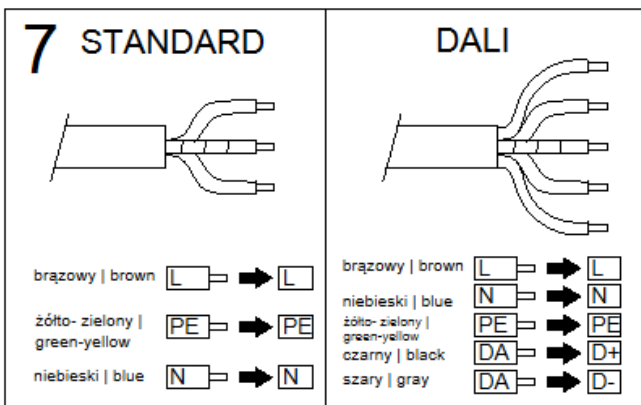 7 STANDARD
brązowy | brown L L
żółto- zielony |
green-yellow PE PE
niebieski | blue N N
DALI
brązowy | brown L L
niebieski | blue N N
żółto- zielony |
green-yellow PE PE
czarny | black DA D+
szary | gray DA D-